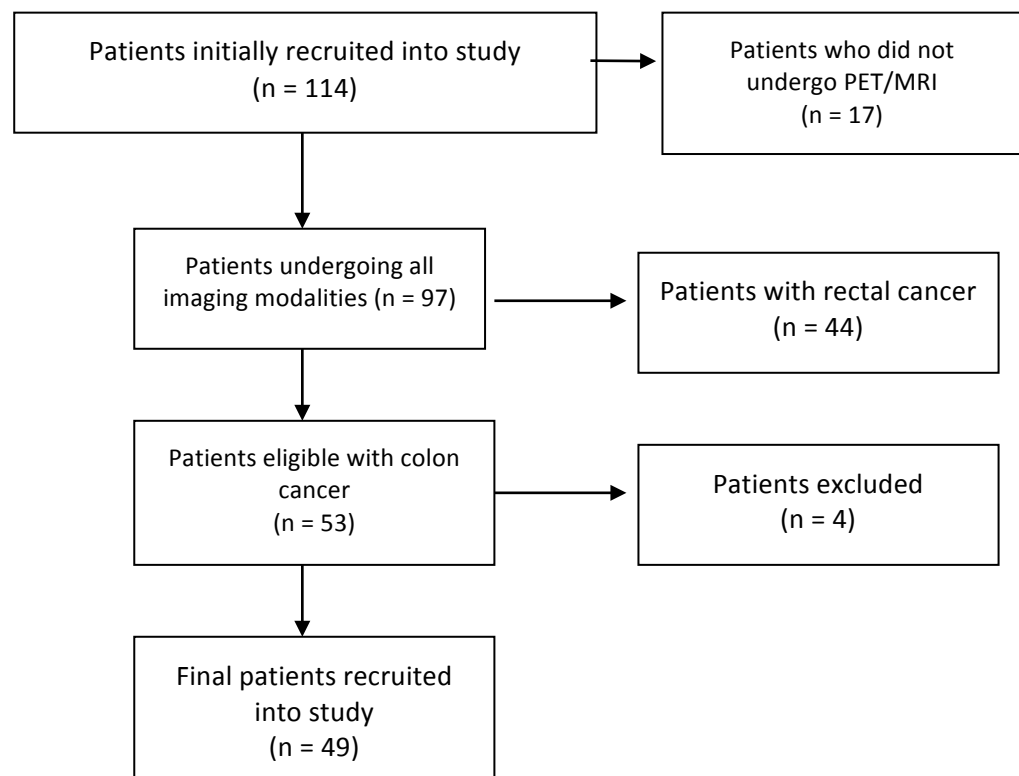 Patients initially recruited into study
(n = 114)
Patients who did not
undergo PET/MRI
(n = 17)
Patients undergoing all
imaging modalities (n = 97)
Patients with rectal cancer
(n = 44)
Patients eligible with colon
cancer
(n = 53)
Patients excluded
(n = 4)
Final patients recruited
into study
(n = 49)